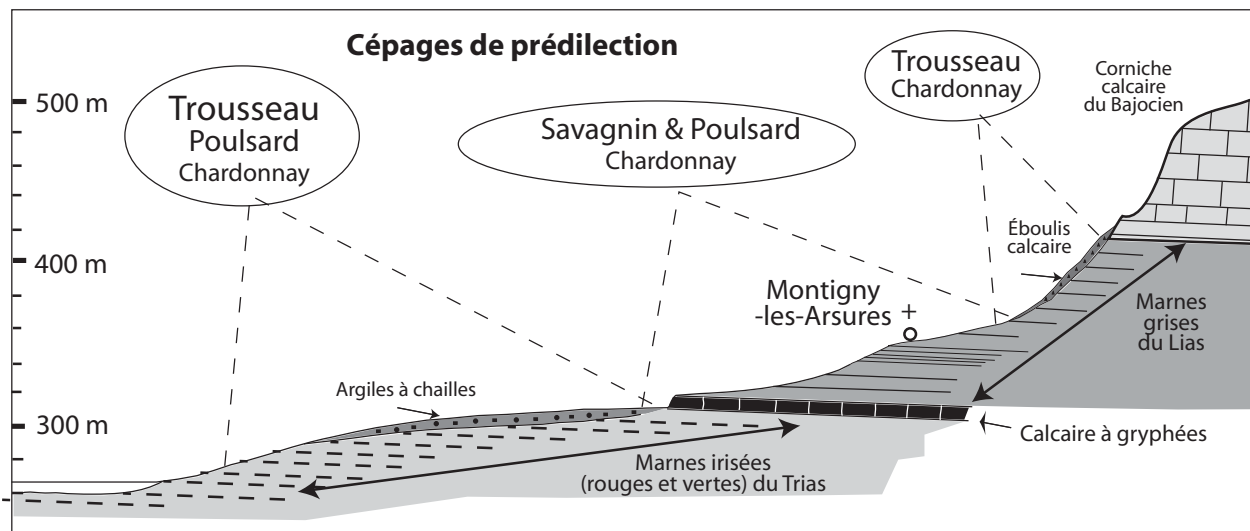 Cépages de prédilection
500 m
400 m
300 m
Trousseau
Poulsard
Chardonnay
Savagnin & Poulsard
Chardonnay
Trousseau
Chardonnay
Corniche
calcaire
du Bajocien
Éboulis
calcaire
Montigny
-les-Arsures
Marnes
grises
du Lias
Argiles à chailles
Calcaire à gryphées
Marnes irisées
(rouges et vertes) du Trias